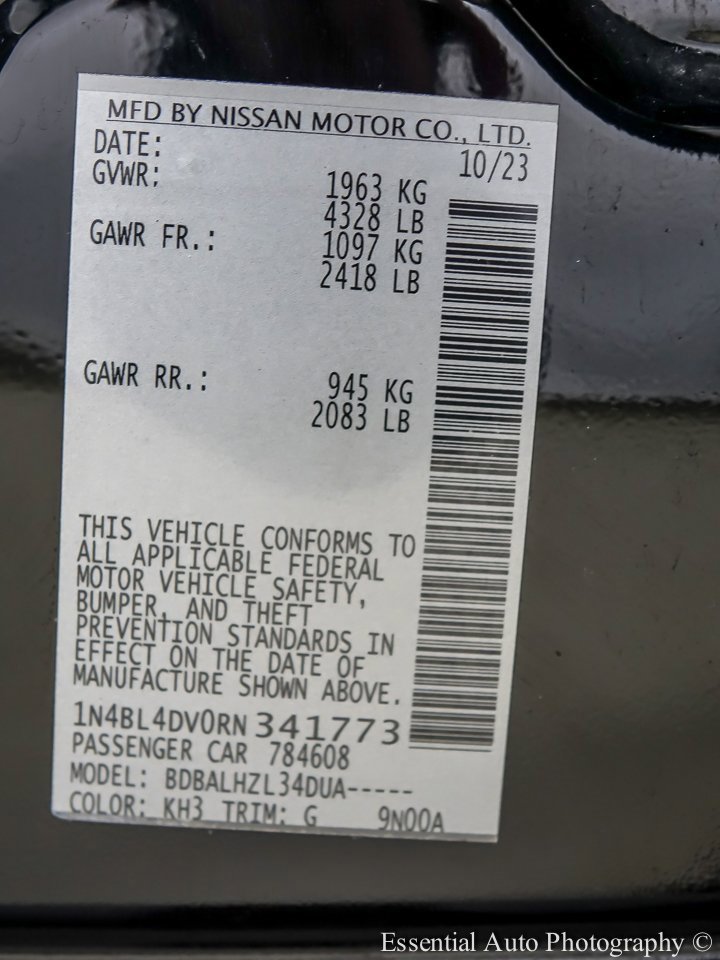 MFD BY NISSAN MOTOR CO., LTD.
DATE: 10/23
GVWR: 1963 KG
4328 LB
GAWR FR.: 1097 KG
2418 LB
GAWR RR.: 945 KG
2083 LB
THIS VEHICLE CONFORMS TO
ALL APPLICABLE FEDERAL
MOTOR VEHICLE SAFETY,
BUMPER, AND THEFT
PREVENTION STANDARDS IN
EFFECT ON THE DATE OF
MANUFACTURE SHOWN ABOVE.
1N4BL4DV0RN341773
PASSENGER CAR 784608
MODEL: BDBALHZL34DUA-----
COLOR: KH3 TRIM: G 9N00A
Essential Auto Photography ©